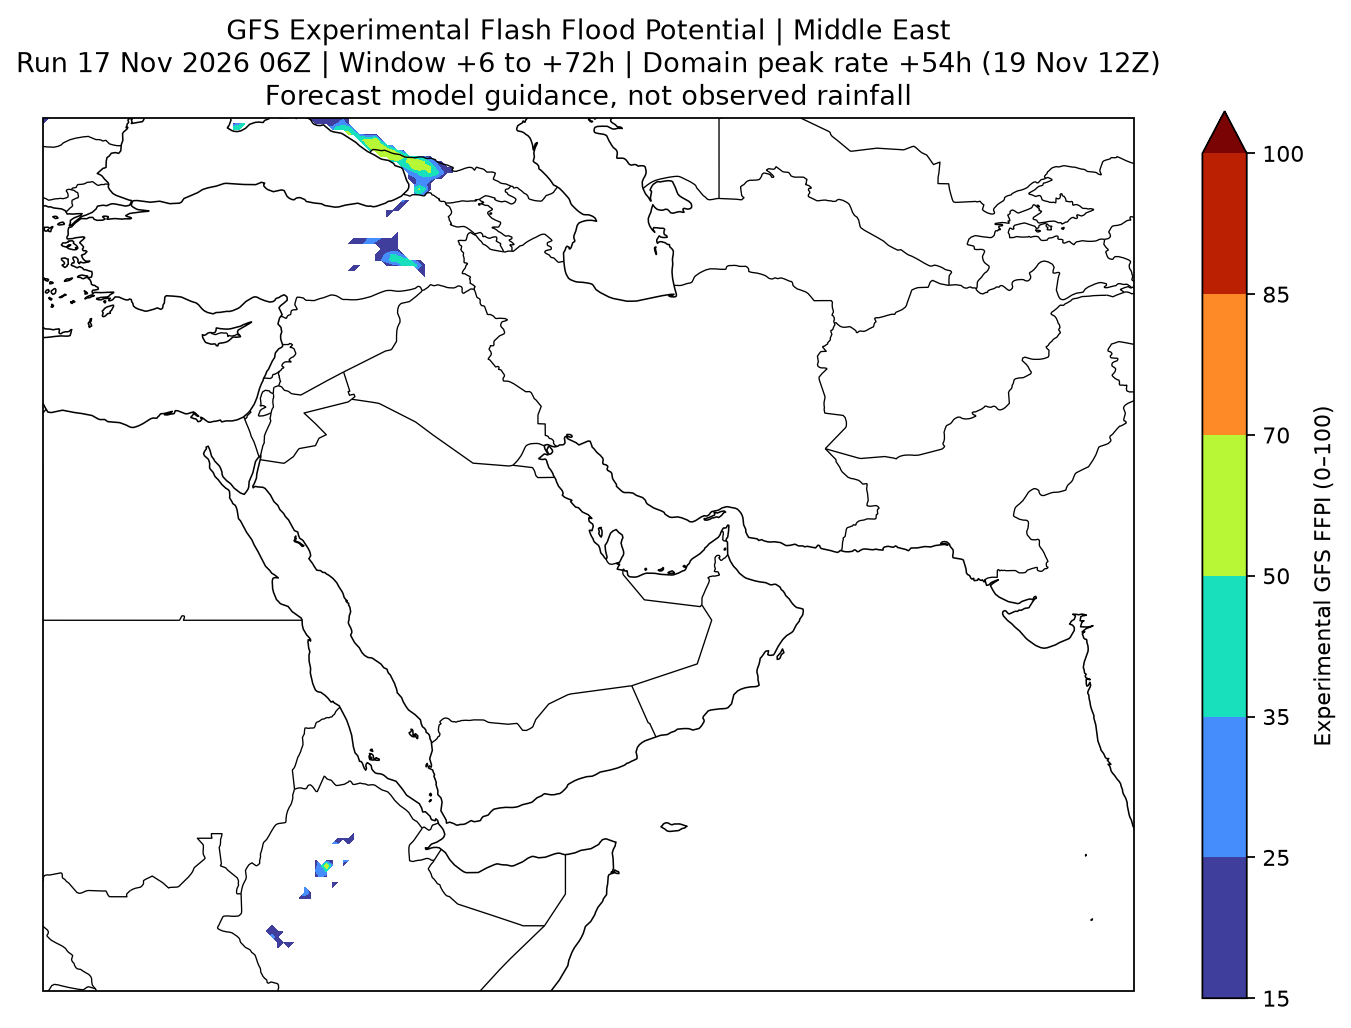 GFS Experimental Flash Flood Potential | Middle East
Run 17 Nov 2026 06Z | Window +6 to +72h | Domain peak rate +54h (19 Nov 12Z)
Forecast model guidance, not observed rainfall
100
85
70
50
35
25
15
Experimental GFS FFPI (0–100)